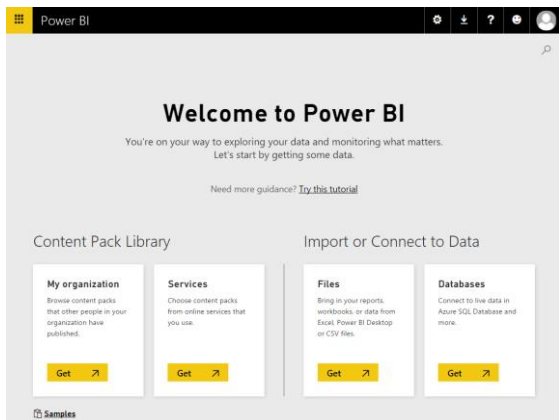 Power BI
?
Welcome to Power BI
You're on your way to exploring your data and monitoring what matters.
Let's start by getting some data.
Need more guidance? Try this tutorial
Content Pack Library
Import or Connect to Data
My organization
Browse content packs
that other people in your
organization have
published.
Get
Services
Choose content packs
from online services that
you use.
Get
Files
Bring in your reports,
workbooks, or data from
Excel, Power BI Desktop
or CSV files.
Get
Databases
Connect to live data in
Azure SQL Database and
more.
Get
Samples